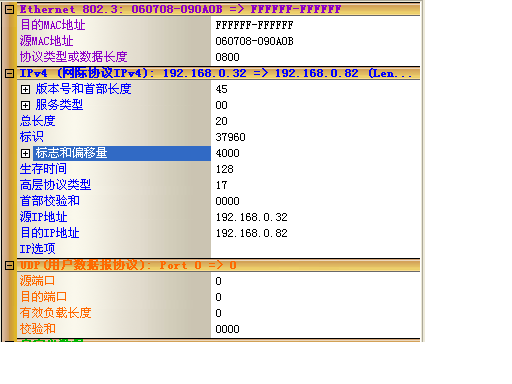 Ethernet 802.3: 060708-090A0B => FFFFFF-FFFFFF
目的MAC地址 FFFFFF-FFFFFF
源MAC地址 060708-090A0B
协议类型或数据长度 0800
IPv4 (网际协议IPv4): 192.168.0.32 => 192.168.0.82 (Len...
版本号和首部长度 45
服务类型 00
总长度 20
标识 37960
标志和偏移量 4000
生存时间 128
高层协议类型 17
首部校验和 0000
源IP地址 192.168.0.32
目的IP地址 192.168.0.82
IP选项
UDP(用户数据报协议): Port 0 => 0
源端口 0
目的端口 0
有效负载长度 0
校验和 0000